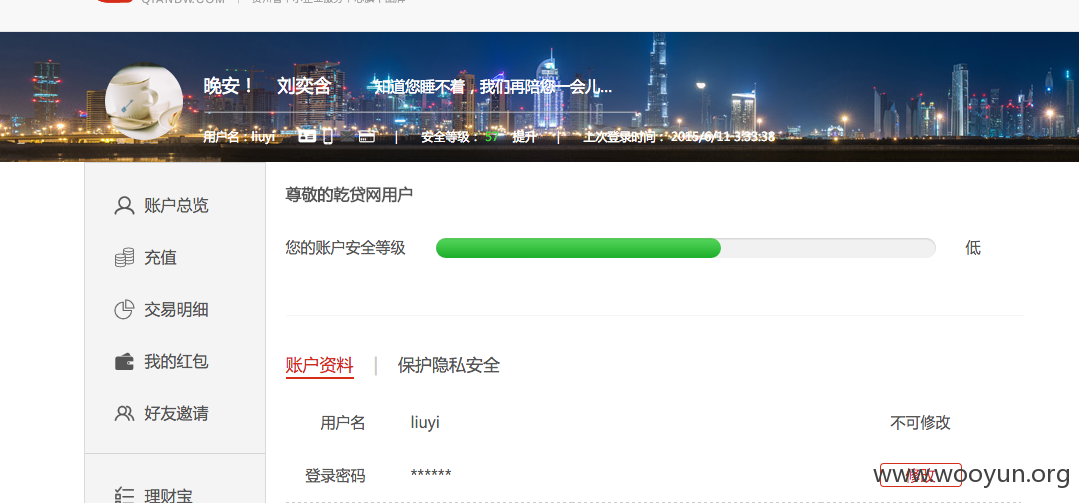 QIANDW.COM |
晚安！ 刘奕含 知道您睡不着，我们再陪您一会儿...
用户名：liuyi | 安全等级：57 提升 | 上次登录时间：2015/6/11 3:33:38
账户总览
充值
交易明细
我的红包
好友邀请
理财宝
尊敬的乾贷网用户
您的账户安全等级 低
账户资料 | 保护隐私安全
用户名 liuyi 不可修改
登录密码 ****** 修改
www.wooyun.org